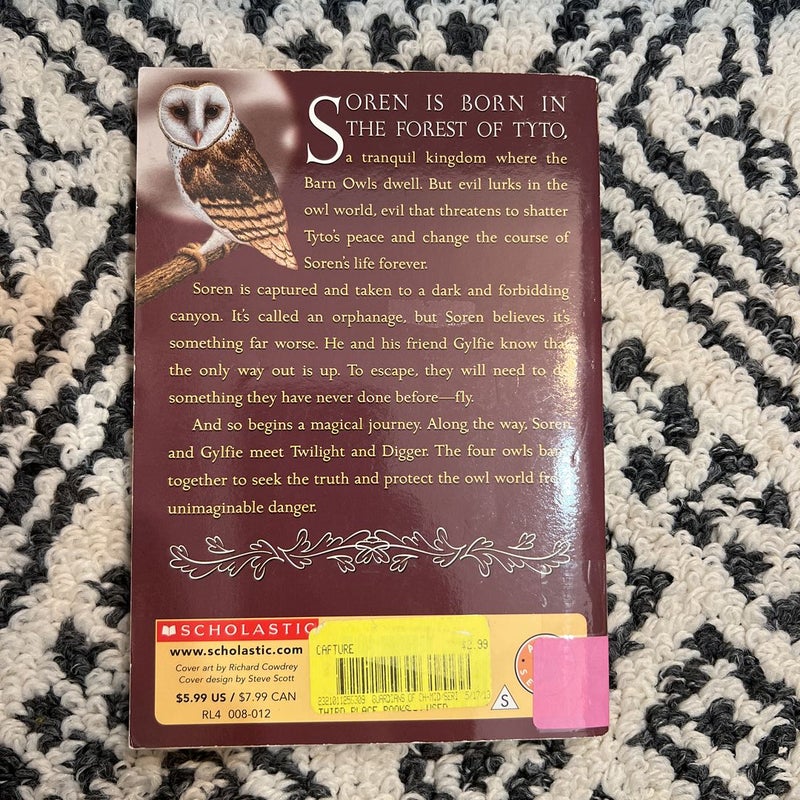 SOREN IS BORN IN
THE FOREST OF TYTO,
a tranquil kingdom where the
Barn Owls dwell. But evil lurks in the
owl world, evil that threatens to shatter
Tyto's peace and change the course of
Soren's life forever.
Soren is captured and taken to a dark and forbidding
canyon. It's called an orphanage, but Soren believes it's
something far worse. He and his friend Gylfie know that
the only way out is up. To escape, they will need to do
something they have never done before—fly.
And so begins a magical journey. Along the way, Soren
and Gylfie meet Twilight and Digger. The four owls band
together to seek the truth and protect the owl world from
unimaginable danger.
SCHOLASTIC
www.scholastic.com
Cover art by Richard Cowdrey
Cover design by Steve Scott
$5.99 US / $7.99 CAN
RL4 008-012
CAPTURE $2.99
GUARDIANS OF 5/17/13
THIRD PLACE BOOKS USED
S